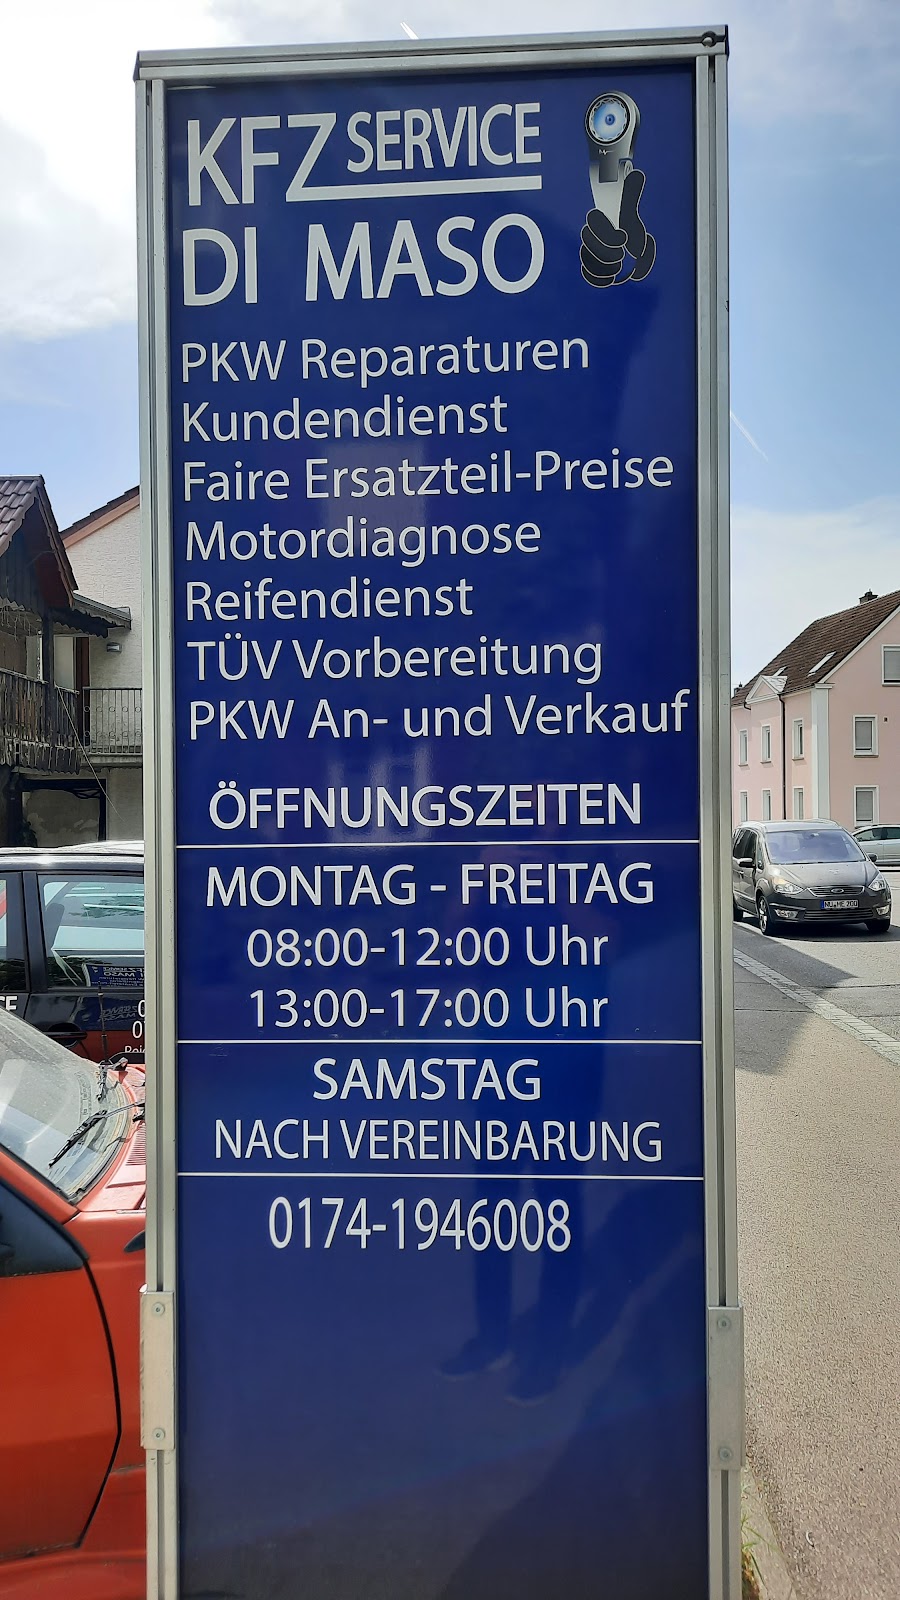 KFZ SERVICE
DI MASO
PKW Reparaturen
Kundendienst
Faire Ersatzteil-Preise
Motordiagnose
Reifendienst
TÜV Vorbereitung
PKW An- und Verkauf
ÖFFNUNGSZEITEN
MONTAG - FREITAG
08:00-12:00 Uhr
13:00-17:00 Uhr
SAMSTAG
NACH VEREINBARUNG
0174-1946008